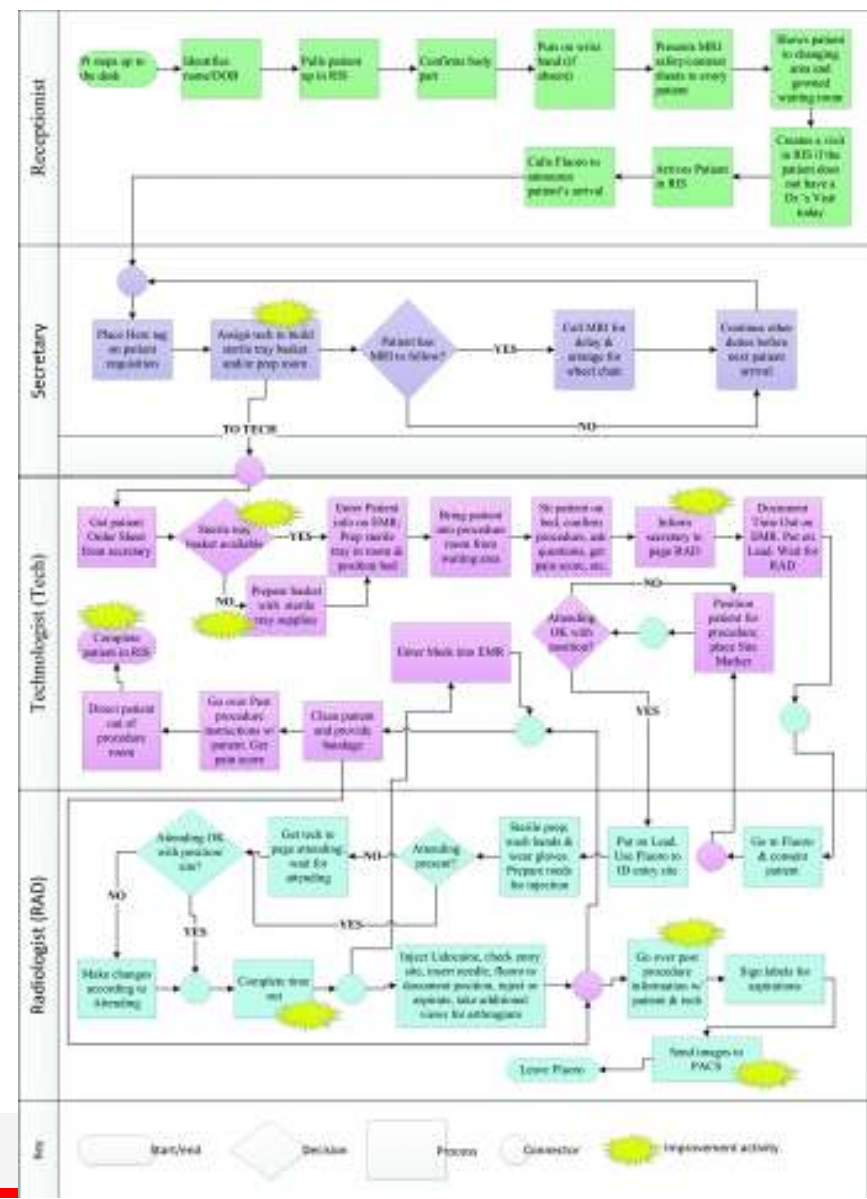 Receptionist
Pt steps up to
the desk
Identifies
name/DOB
Pulls patient
up in RIS
Confirms body
part
Puts on wrist
band (if
absent)
Presents MRI
safety/contrast
sheets to every
patient
Shows patient
to changing
area and
gowned
waiting room
Creates a visit
in RIS if the
patient does
not have a
Dr.'s Visit
today
Arrives Patient
in RIS
Calls Fluoro to
announce
patient's arrival
Secretary
Place Here tag
on patient
requisition
Assign tech to build
sterile tray basket
and/or prep room
Patient has
MRI to follow?
YES
Call MRI for
delay &
arrange for
wheel chair
Continue other
duties before
next patient
arrival
NO
TO TECH
Technologist (Tech)
Get patient
Order Sheet
from secretary
Sterile tray
basket available
YES
NO
Prepare basket
with sterile
tray supplies
Enter Patient
info on EMR;
Prep sterile
tray in room &
position bed
Bring patient
into procedure
room from
waiting area
Sit patient on
bed, confirm
procedure, ask
questions, get
pain score, etc.
Inform
secretary to
page RAD
Document
Time Out on
EMR. Put on
Lead. Wait for
RAD
Position
patient for
procedure;
place Site
Marker
NO
Attending
OK with
position?
YES
Enter Meds into EMR
Clean patient
and provide
bandage
Go over Post
procedure
instructions w/
patient. Get
pain score
Direct patient
out of
procedure
room
Complete
patient in RIS
Radiologist (RAD)
Go to Fluoro
& consent
patient
Put on Lead.
Use Fluoro to
ID entry site
Sterile prep;
wash hands &
wear gloves.
Prepare meds
for injection
Attending
present?
NO
YES
Get tech to
page attending,
wait for
attending
Attending OK
with position/
site?
NO
YES
Make changes
according to
Attending
Complete time
out
Inject Lidocaine, check entry
site, insert needle, fluoro to
document position, inject or
aspirate, take additional
views for arthrograms
Go over post
procedure
information w/
patient & tech
Sign labels for
aspirations
Send images to
PACS
Leave Fluoro
Key
Start/end
Decision
Process
Connector
Improvement activity